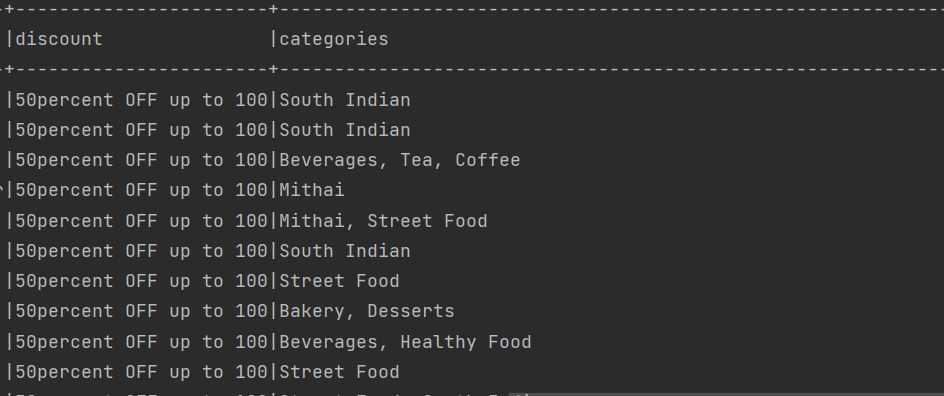 +-----------------------+-------------------------------------------------------------
|discount               |categories
+-----------------------+-------------------------------------------------------------
|50percent OFF up to 100|South Indian
|50percent OFF up to 100|South Indian
|50percent OFF up to 100|Beverages, Tea, Coffee
|50percent OFF up to 100|Mithai
|50percent OFF up to 100|Mithai, Street Food
|50percent OFF up to 100|South Indian
|50percent OFF up to 100|Street Food
|50percent OFF up to 100|Bakery, Desserts
|50percent OFF up to 100|Beverages, Healthy Food
|50percent OFF up to 100|Street Food